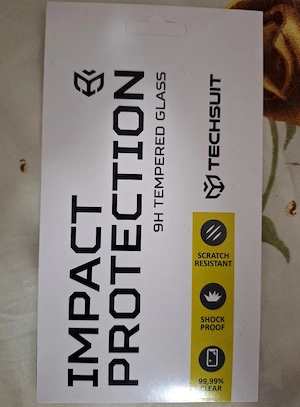 IMPACT
PROTECTION
9H TEMPERED GLASS
TECHSUIT
SCRATCH
RESISTANT
SHOCK
PROOF
99,99%
CLEAR